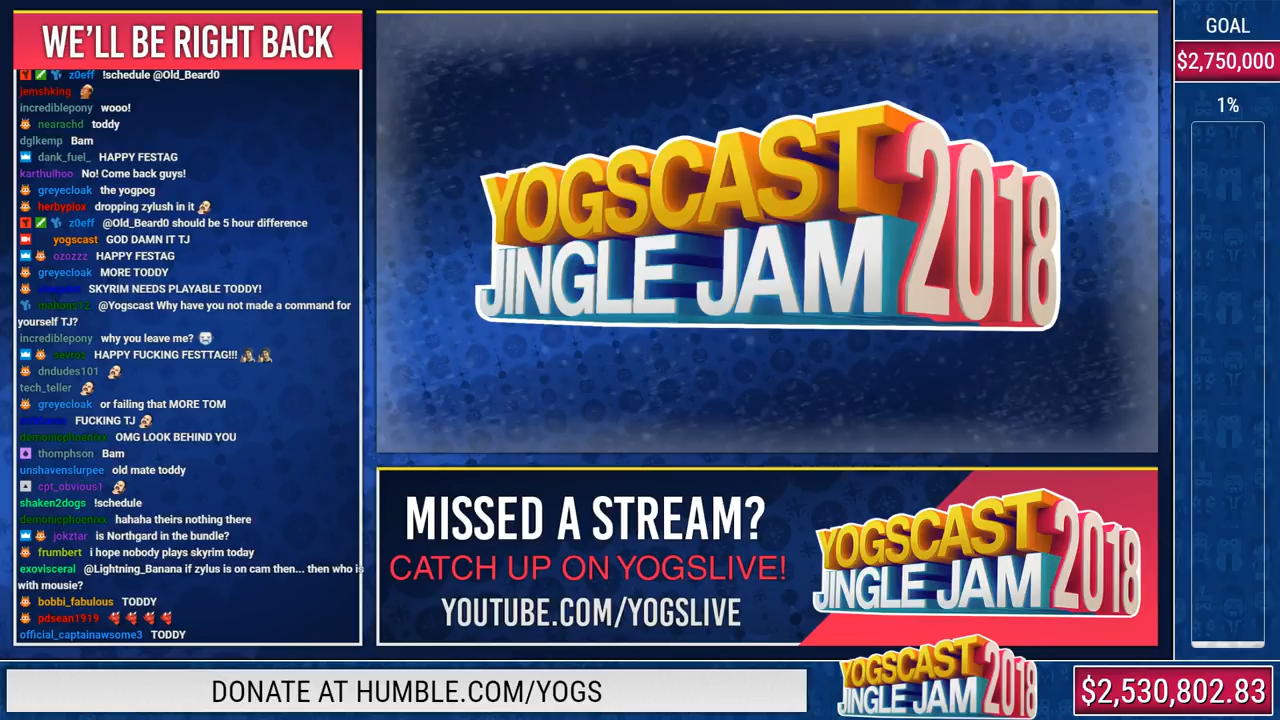 WE'LL BE RIGHT BACK
z0eff !schedule @Old_Beard0
jemshking
incrediblepony wooo!
nearachd toddy
dglkemp Bam
dank_fuel_ HAPPY FESTAG
karthulhoo No! Come back guys!
greyecloak the yogpog
herbyplox dropping zylush in it
z0eff @Old_Beard0 should be 5 hour difference
yogscast GOD DAMN IT TJ
ozozzz HAPPY FESTAG
greyecloak MORE TODDY
SKYRIM NEEDS PLAYABLE TODDY!
@Yogscast Why have you not made a command for
yourself TJ?
incrediblepony why you leave me?
HAPPY FUCKING FESTTAG!!!
dndudes101
tech_teller
greyecloak or failing that MORE TOM
FUCKING TJ
demonicphoenixx OMG LOOK BEHIND YOU
thomphson Bam
unshavenslurpee old mate toddy
cpt_obvious1
shaken2dogs !schedule
demonicphoenixx hahaha theirs nothing there
jokztar is Northgard in the bundle?
frumbert i hope nobody plays skyrim today
exovisceral @Lightning_Banana if zylus is on cam then... then who is
with mousie?
bobbi_fabulous TODDY
pdsean1919
official_captainawsome3 TODDY
YOGSCAST
JINGLE JAM 2018
MISSED A STREAM?
CATCH UP ON YOGSLIVE!
YOUTUBE.COM/YOGSLIVE
YOGSCAST
JINGLE JAM 2018
GOAL
$2,750,000
1%
DONATE AT HUMBLE.COM/YOGS
YOGSCAST
JINGLE JAM 2018
$2,530,802.83